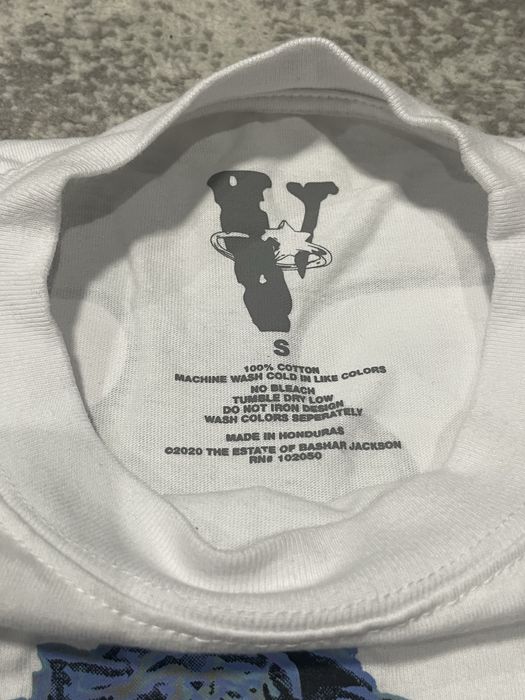 V
S
100% COTTON
MACHINE WASH COLD IN LIKE COLORS
NO BLEACH
TUMBLE DRY LOW
DO NOT IRON DESIGN
WASH COLORS SEPERATELY
MADE IN HONDURAS
©2020 THE ESTATE OF BASHAR JACKSON
RN# 102050